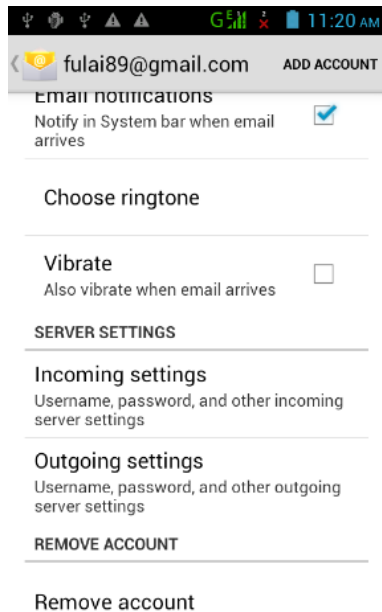 11:20 AM
fulai89@gmail.com ADD ACCOUNT
Email notifications
Notify in System bar when email
arrives
Choose ringtone
Vibrate
Also vibrate when email arrives
SERVER SETTINGS
Incoming settings
Username, password, and other incoming
server settings
Outgoing settings
Username, password, and other outgoing
server settings
REMOVE ACCOUNT
Remove account